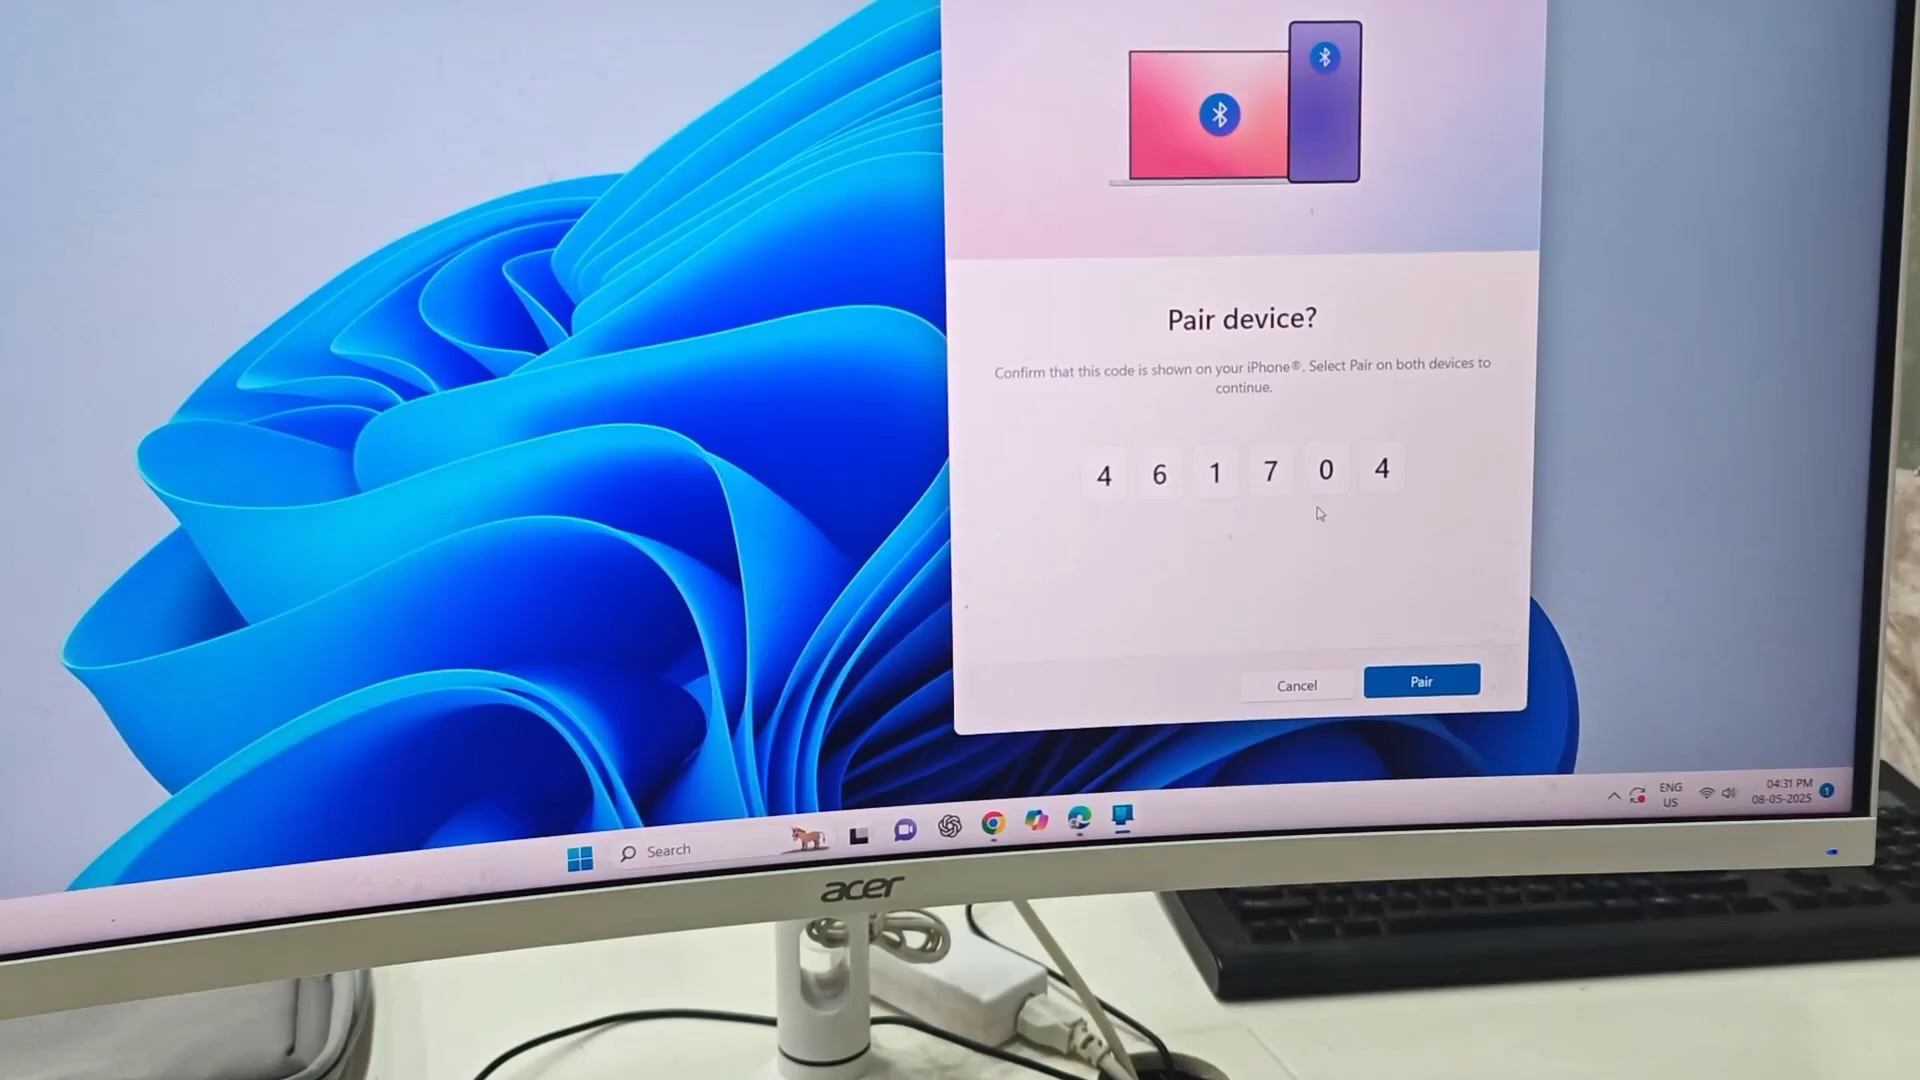 Pair device?
Confirm that this code is shown on your iPhone®. Select Pair on both devices to
continue.
4 6 1 7 0 4
Cancel
Pair
Search
ENG
US
04:31 PM
08-05-2025
1
acer